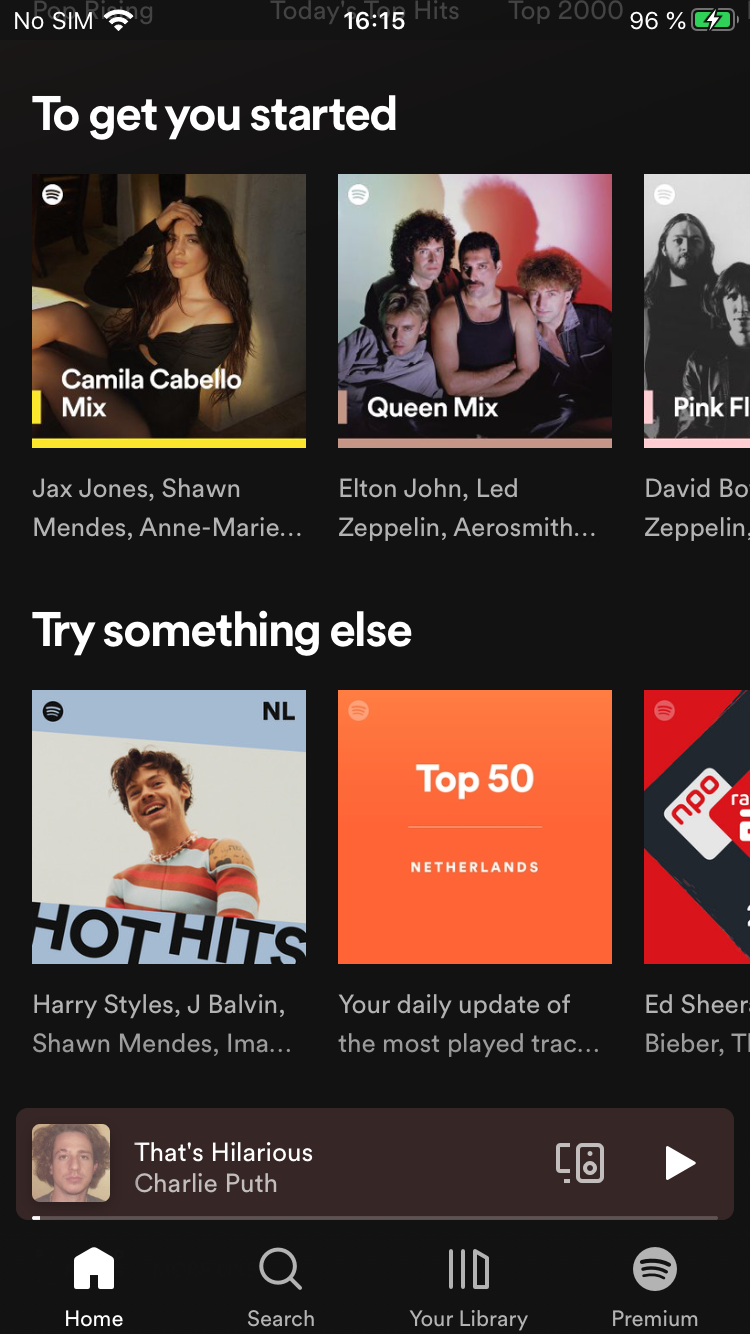 Pop Rising Today's Top Hits Top 2000
No SIM 16:15 96 %
To get you started
Camila Cabello
Mix
Queen Mix
Pink Fl
Jax Jones, Shawn
Mendes, Anne-Marie...
Elton John, Led
Zeppelin, Aerosmith...
David Bo
Zeppelin,
Try something else
NL
HOT HITS
Top 50
NETHERLANDS
npo
ra
Harry Styles, J Balvin,
Shawn Mendes, Ima...
Your daily update of
the most played trac...
Ed Sheer
Bieber, T
That's Hilarious
Charlie Puth
Home Search Your Library Premium